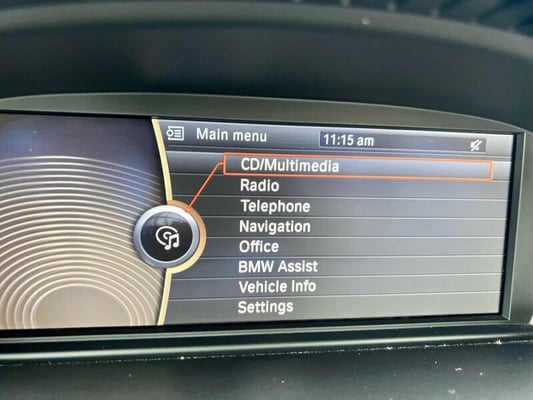 Main menu
11:15 am
CD/Multimedia
Radio
Telephone
Navigation
Office
BMW Assist
Vehicle Info
Settings